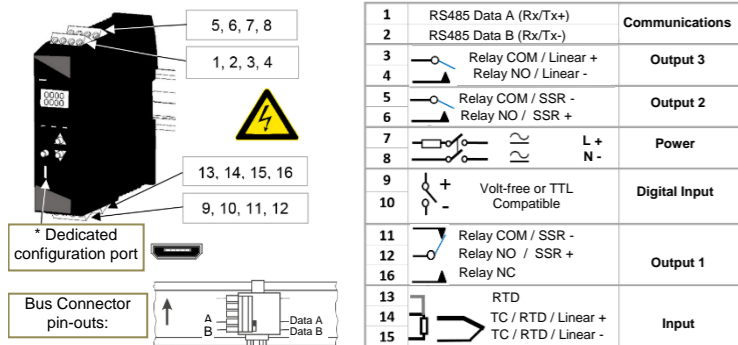 5, 6, 7, 8
1, 2, 3, 4
0000
0000
13, 14, 15, 16
9, 10, 11, 12
* Dedicated
configuration port
Bus Connector
pin-outs:
A
B
Data A
Data B
1 RS485 Data A (Rx/Tx+)
2 RS485 Data B (Rx/Tx-)
Communications
3 Relay COM / Linear +
4 Relay NO / Linear -
Output 3
5 Relay COM / SSR -
6 Relay NO / SSR +
Output 2
7 L +
8 N -
Power
9 + Volt-free or TTL
10 - Compatible
Digital Input
11 Relay COM / SSR -
12 Relay NO / SSR +
16 Relay NC
Output 1
13 RTD
14 TC / RTD / Linear +
15 TC / RTD / Linear -
Input